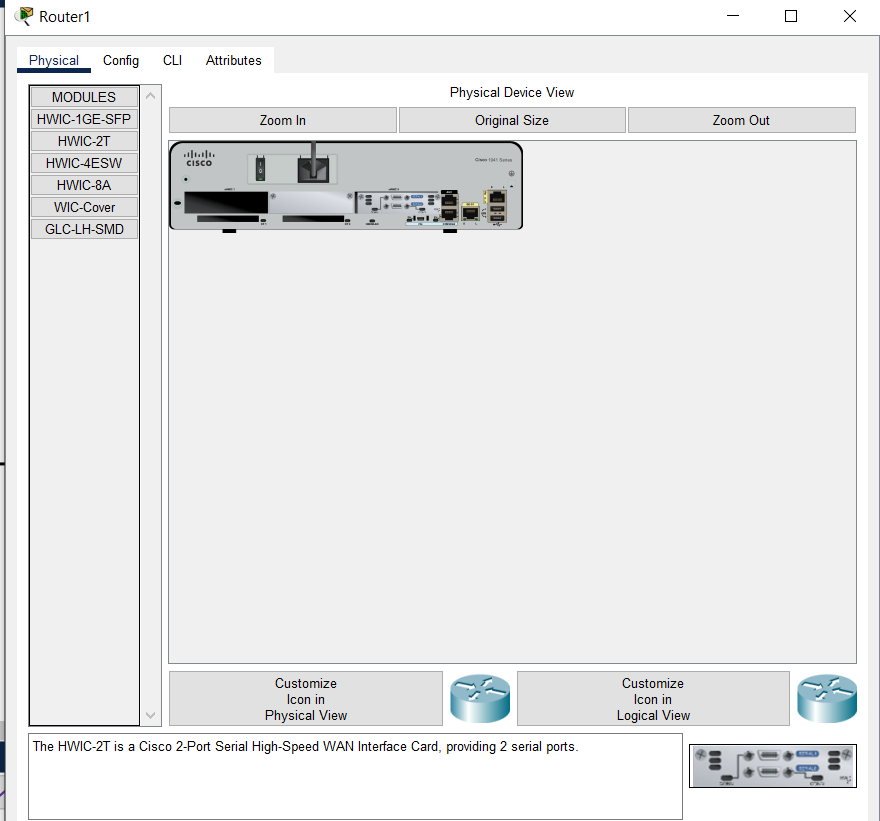 Router1
Physical Config CLI Attributes
MODULES
HWIC-1GE-SFP
HWIC-2T
HWIC-4ESW
HWIC-8A
WIC-Cover
GLC-LH-SMD
Physical Device View
Zoom In
Original Size
Zoom Out
CISCO
Cisco 1941 Series
Customize
Icon in
Physical View
Customize
Icon in
Logical View
The HWIC-2T is a Cisco 2-Port Serial High-Speed WAN Interface Card, providing 2 serial ports.